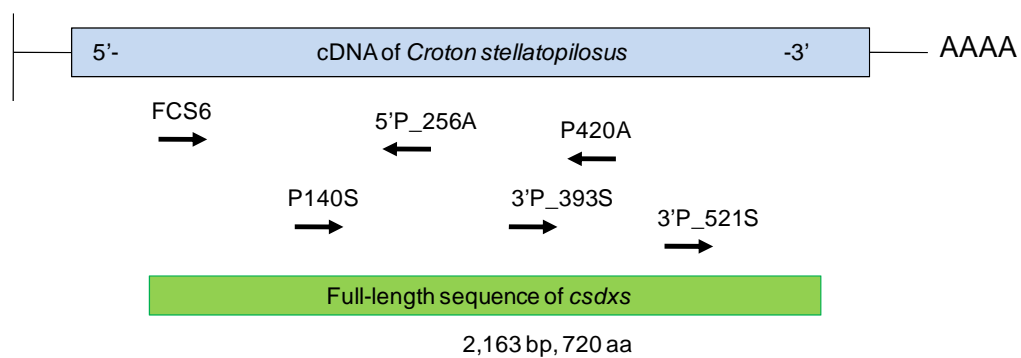 5’- cDNA of Croton stellatopilosus -3’ AAAA
FCS6
5’P_256A
P420A
P140S
3’P_393S
3’P_521S
Full-length sequence of csdxs
2,163 bp, 720 aa